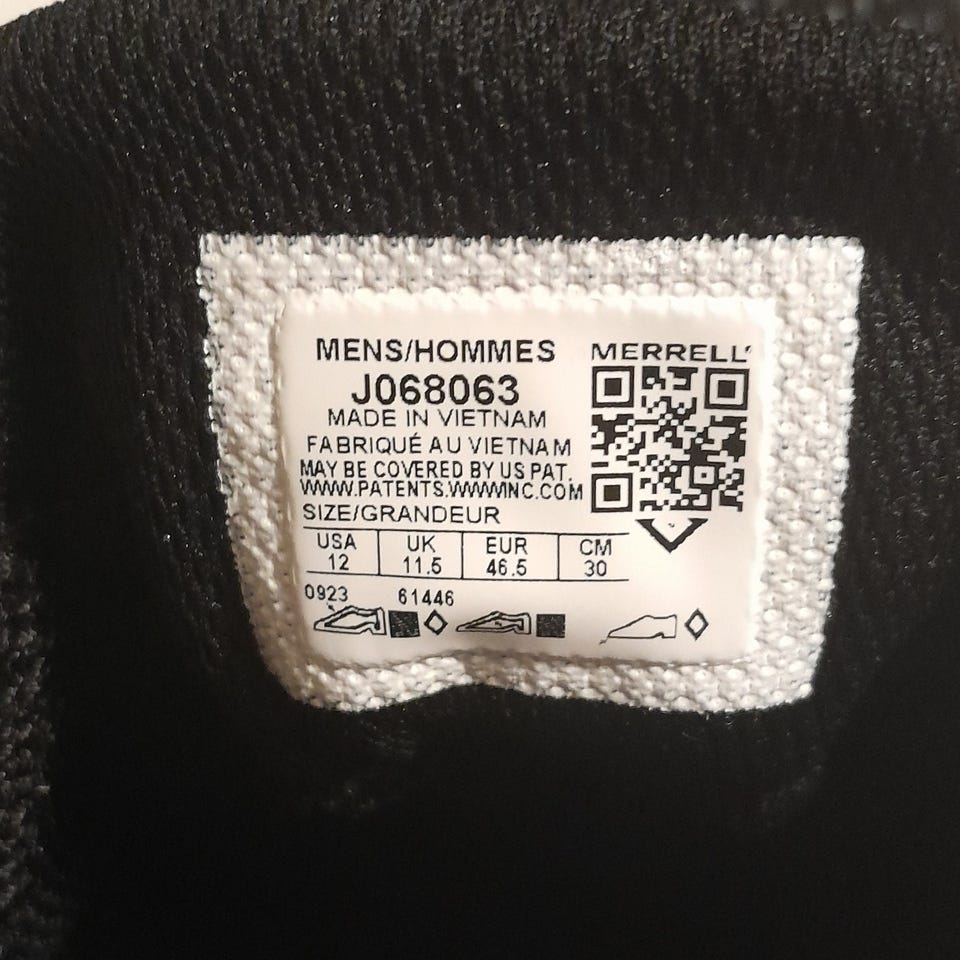 MENS/HOMMES
MERRELL
J068063
MADE IN VIETNAM
FABRIQUÉ AU VIETNAM
MAY BE COVERED BY US PAT.
WWW.PATENTS.WWWINC.COM
SIZE/GRANDEUR
USA UK EUR CM
12 11.5 46.5 30
0923 61446